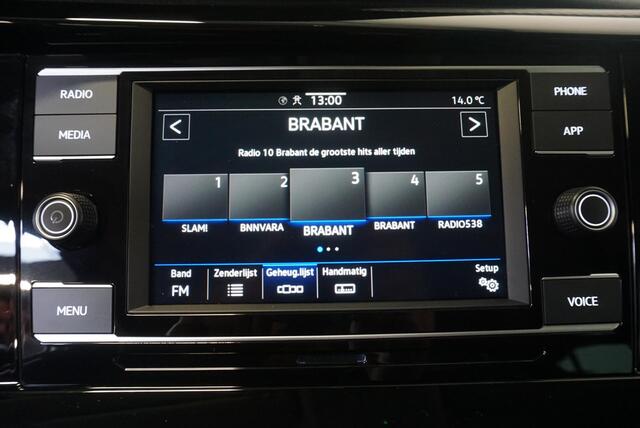 RADIO
MEDIA
MENU
13:00
14.0 °C
<
BRABANT
>
Radio 10 Brabant de grootste hits aller tijden
1
2
3
4
5
SLAM!
BNNVARA
BRABANT
BRABANT
RADIO538
Band
FM
Zenderlijst
Geheug.lijst
Handmatig
Setup
PHONE
APP
VOICE